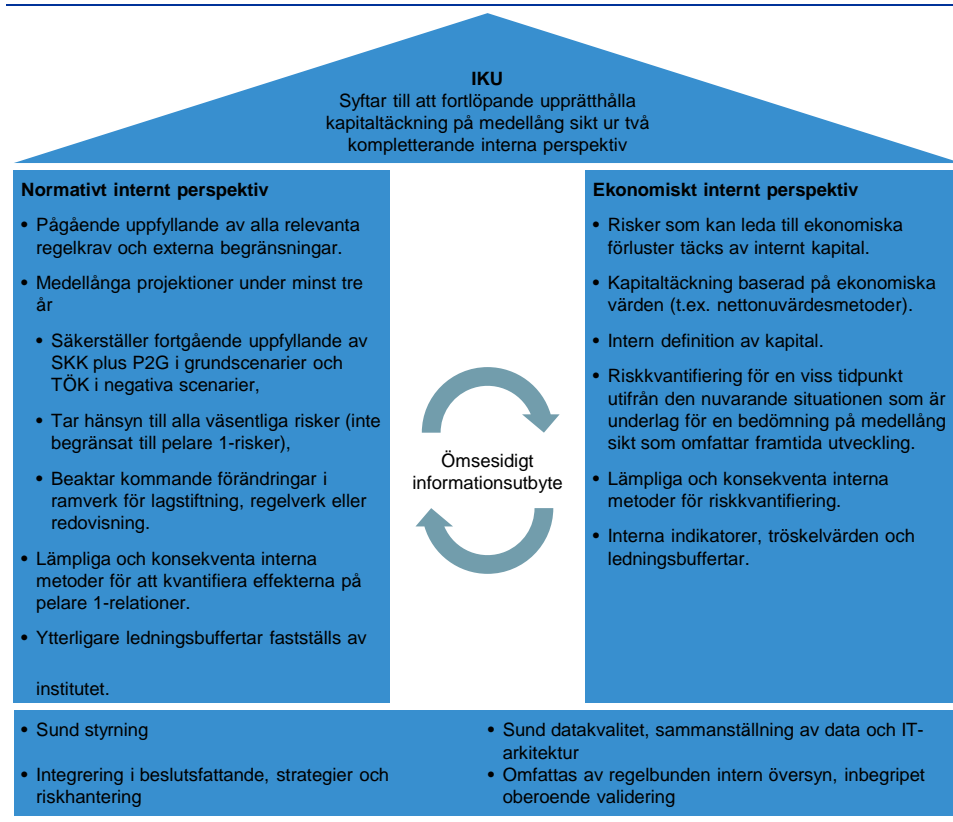 IKU
Syftar till att fortlöpande upprätthålla
kapitaltäckning på medellång sikt ur två
kompletterande interna perspektiv
Normativt internt perspektiv
• Pågående uppfyllande av alla relevanta
regelkrav och externa begränsningar.
• Medellånga projektioner under minst tre
år
• Säkerställer fortgående uppfyllande av
SKK plus P2G i grundscenarier och
TÖK i negativa scenarier,
• Tar hänsyn till alla väsentliga risker (inte
begränsat till pelare 1-risker),
• Beaktar kommande förändringar i
ramverk för lagstiftning, regelverk eller
redovisning.
• Lämpliga och konsekventa interna
metoder för att kvantifiera effekterna på
pelare 1-relationer.
• Ytterligare ledningsbuffertar fastställs av
institutet.
Ömsesidigt
informationsutbyte
Ekonomiskt internt perspektiv
• Risker som kan leda till ekonomiska
förluster täcks av internt kapital.
• Kapitaltäckning baserad på ekonomiska
värden (t.ex. nettonuvärdesmetoder).
• Intern definition av kapital.
• Riskkvantifiering för en viss tidpunkt
utifrån den nuvarande situationen som är
underlag för en bedömning på medellång
sikt som omfattar framtida utveckling.
• Lämpliga och konsekventa interna
metoder för riskkvantifiering.
• Interna indikatorer, tröskelvärden och
ledningsbuffertar.
• Sund styrning
• Integrering i beslutsfattande, strategier och
riskhantering
• Sund datakvalitet, sammanställning av data och IT-
arkitektur
• Omfattas av regelbunden intern översyn, inbegripet
oberoende validering